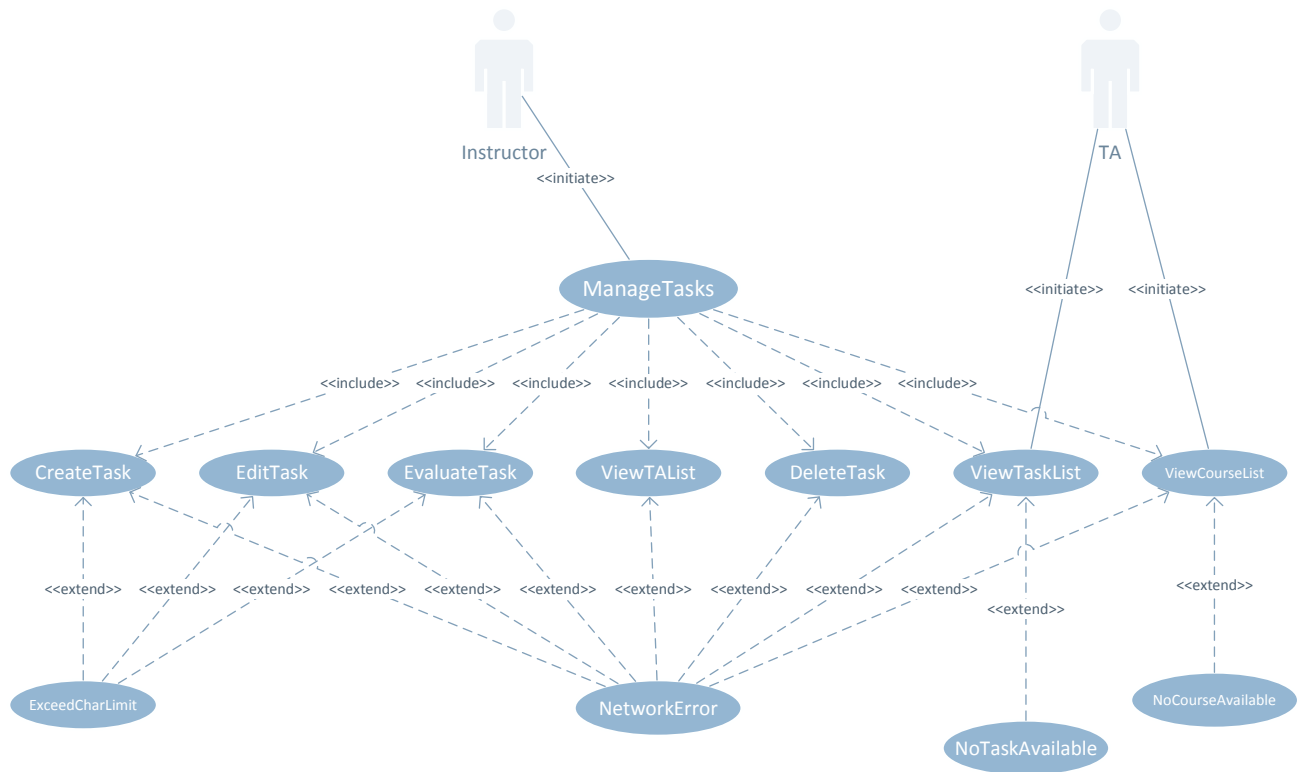 Instructor
TA
<<initiate>>
ManageTasks
<<initiate>>
<<initiate>>
<<include>>
<<include>>
<<include>>
<<include>>
<<include>>
<<include>>
<<include>>
CreateTask
EditTask
EvaluateTask
ViewTAList
DeleteTask
ViewTaskList
ViewCourseList
<<extend>>
<<extend>>
<<extend>>
<<extend>>
<<extend>>
<<extend>>
<<extend>>
<<extend>>
<<extend>>
<<extend>>
<<extend>>
<<extend>>
ExceedCharLimit
NetworkError
NoCourseAvailable
NoTaskAvailable